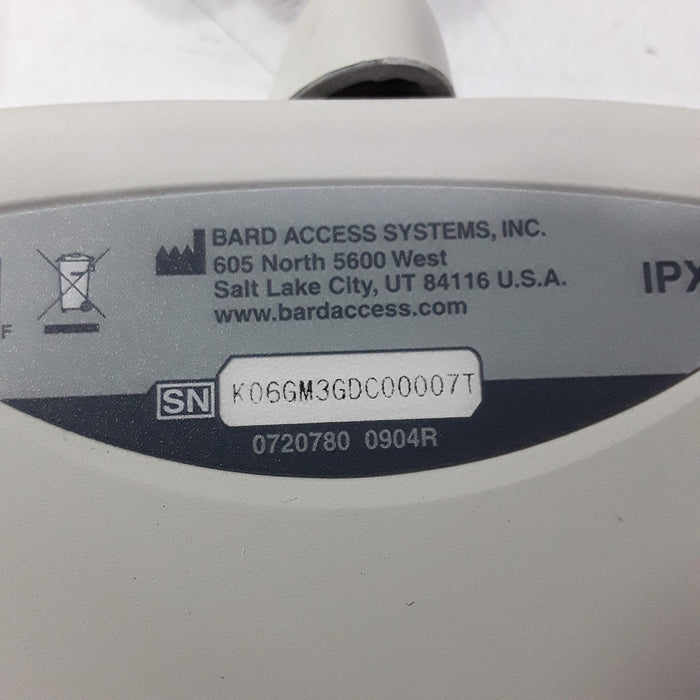 BARD ACCESS SYSTEMS, INC.
605 North 5600 West
Salt Lake City, UT 84116 U.S.A.
www.bardaccess.com
F
IPX
SN K06GM3GDC00007T
0720780 0904R